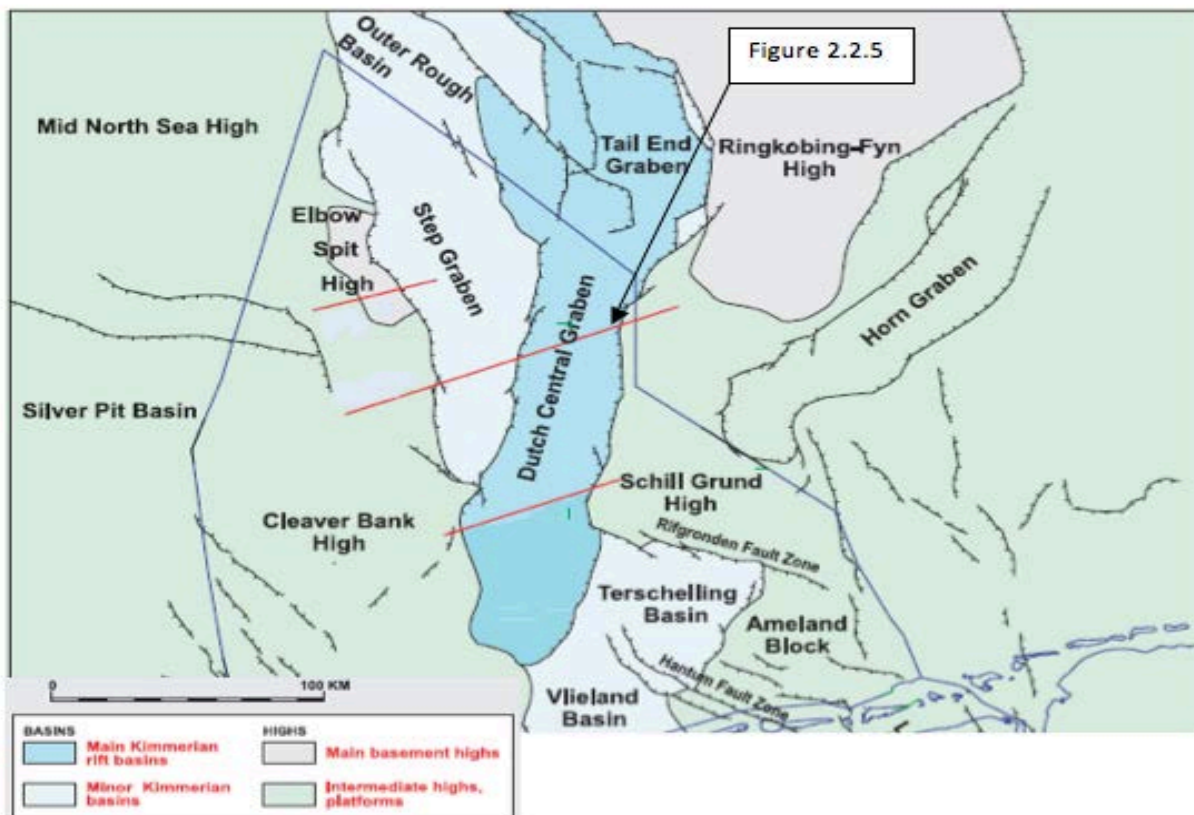 Outer Rough
Basin
Figure 2.2.5
Mid North Sea High
Tail End
Graben
Ringkobing-Fyn
High
Elbow
Spit
High
Step Graben
Dutch Central Graben
Horn Graben
Silver Pit Basin
Schill Grund
High
Cleaver Bank
High
Rifgronden Fault Zone
Terschelling
Basin
Ameland
Block
Hantum Fault Zone
Vlieland
Basin
0 100 KM
BASINS
Main Kimmerian
rift basins
Minor Kimmerian
basins
HIGHS
Main basement highs
Intermediate highs,
platforms